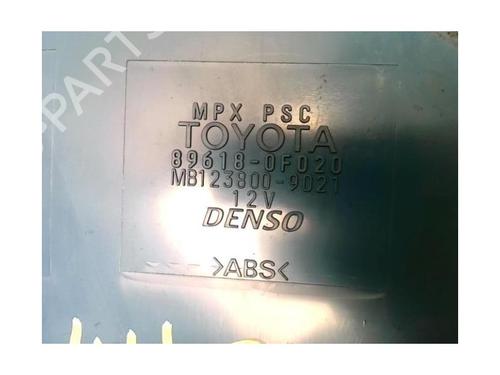 MPX PSC
TOYOTA
89618-0F020
MB123800-9021
12V
DENSO
>ABS<